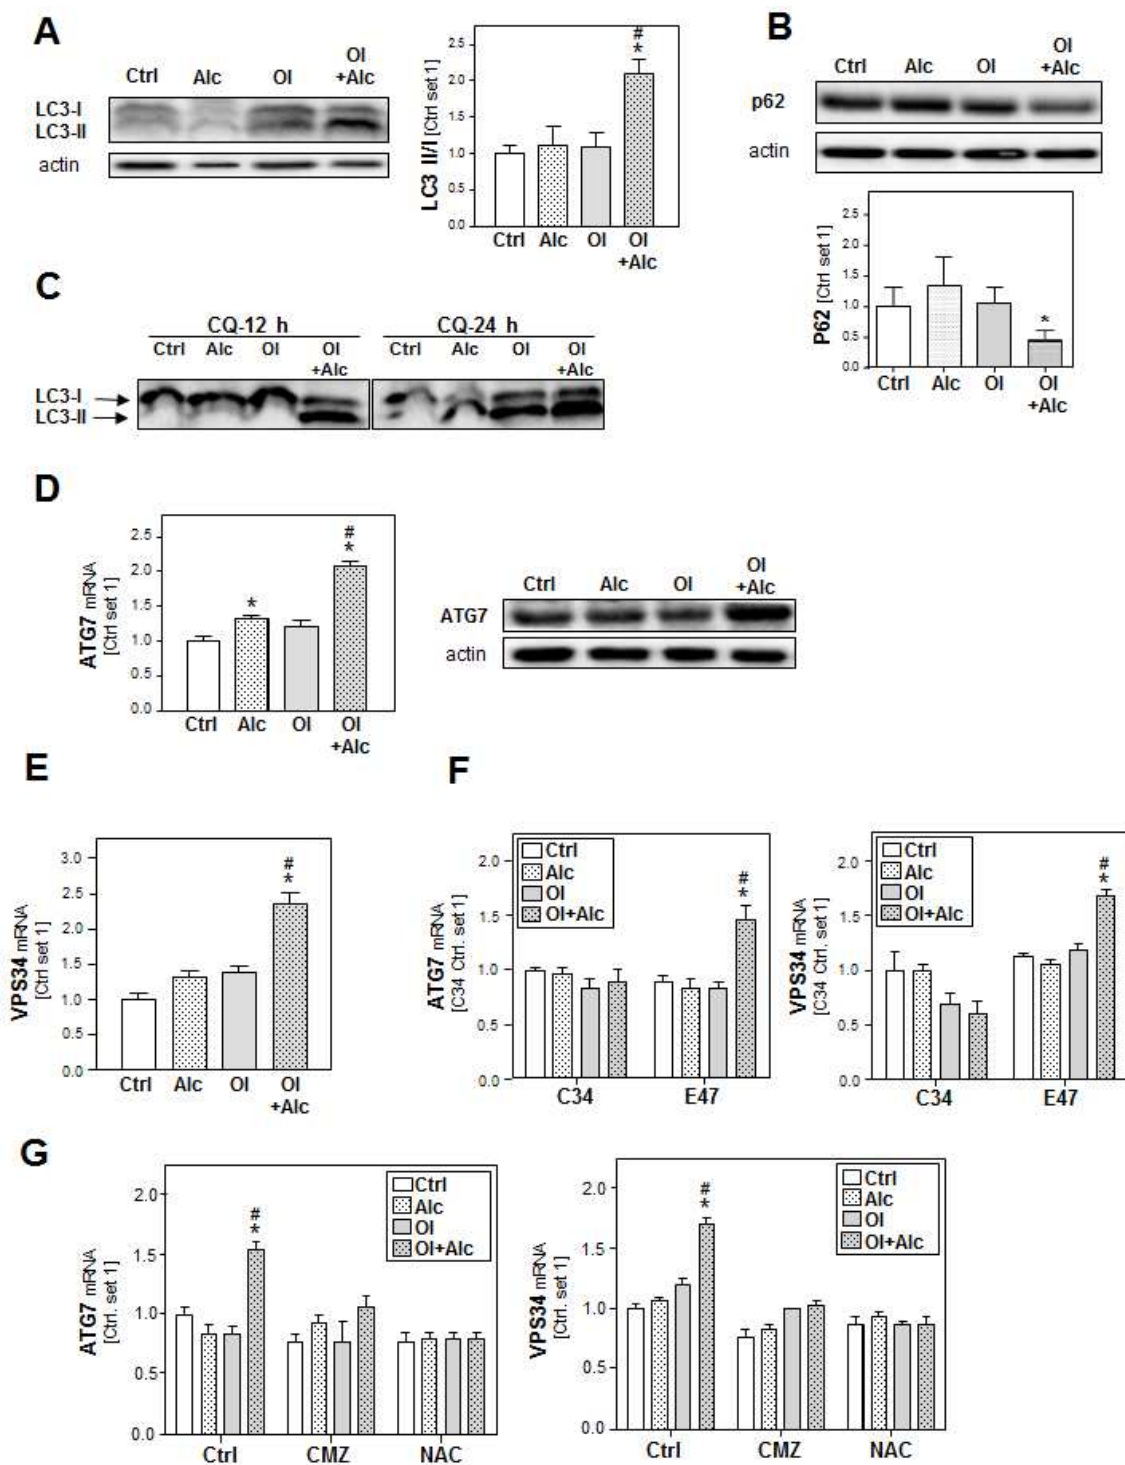 A
Ctrl Alc Ol Ol +Alc
LC3-I
LC3-II
actin
LC3 II/I [Ctrl set 1]
2.5
2.0
1.5
1.0
0.5
0.0
#
*
Ctrl Alc Ol Ol +Alc
B
Ctrl Alc Ol Ol +Alc
p62
actin
P62 [Ctrl set 1]
2.5
2.0
1.5
1.0
0.5
0.0
*
Ctrl Alc Ol Ol +Alc
C
CQ-12 h CQ-24 h
Ctrl Alc Ol Ol +Alc Ctrl Alc Ol Ol +Alc
LC3-I
LC3-II
D
ATG7 mRNA
[Ctrl set 1]
2.5
2.0
1.5
1.0
0.5
0.0
*
#
*
Ctrl Alc Ol Ol +Alc
Ctrl Alc Ol Ol +Alc
ATG7
actin
E
VPS34 mRNA
[Ctrl set 1]
3.0
2.5
2.0
1.5
1.0
0.5
0.0
#
*
Ctrl Alc Ol Ol +Alc
F
ATG7 mRNA
[C34 Ctrl. set 1]
2.0
1.5
1.0
0.5
0.0
Ctrl
Alc
Ol
Ol+Alc
#
*
C34 E47
VPS34 mRNA
[C34 Ctrl. set 1]
2.0
1.5
1.0
0.5
0.0
Ctrl
Alc
Ol
Ol+Alc
#
*
C34 E47
G
ATG7 mRNA
[Ctrl. set 1]
2.0
1.5
1.0
0.5
0.0
#
*
Ctrl
Alc
Ol
Ol+Alc
Ctrl CMZ NAC
VPS34 mRNA
[Ctrl. set 1]
2.0
1.5
1.0
0.5
0.0
#
*
Ctrl
Alc
Ol
Ol+Alc
Ctrl CMZ NAC